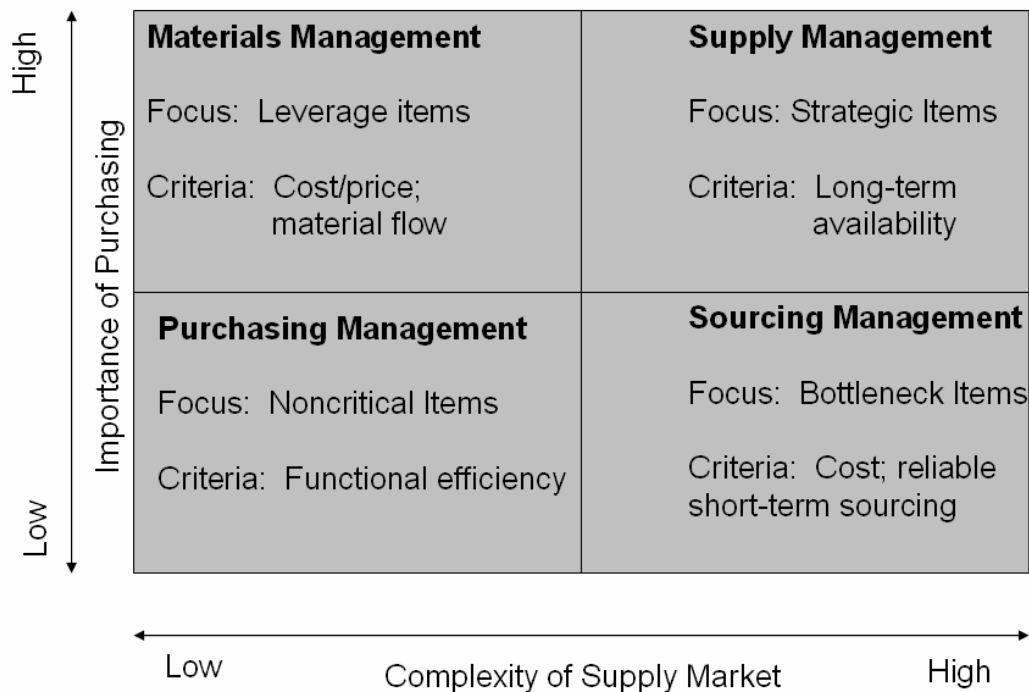 High
Importance of Purchasing
Low
Materials Management
Focus: Leverage items
Criteria: Cost/price;
material flow
Supply Management
Focus: Strategic Items
Criteria: Long-term
availability
Purchasing Management
Focus: Noncritical Items
Criteria: Functional efficiency
Sourcing Management
Focus: Bottleneck Items
Criteria: Cost; reliable
short-term sourcing
Low
Complexity of Supply Market
High